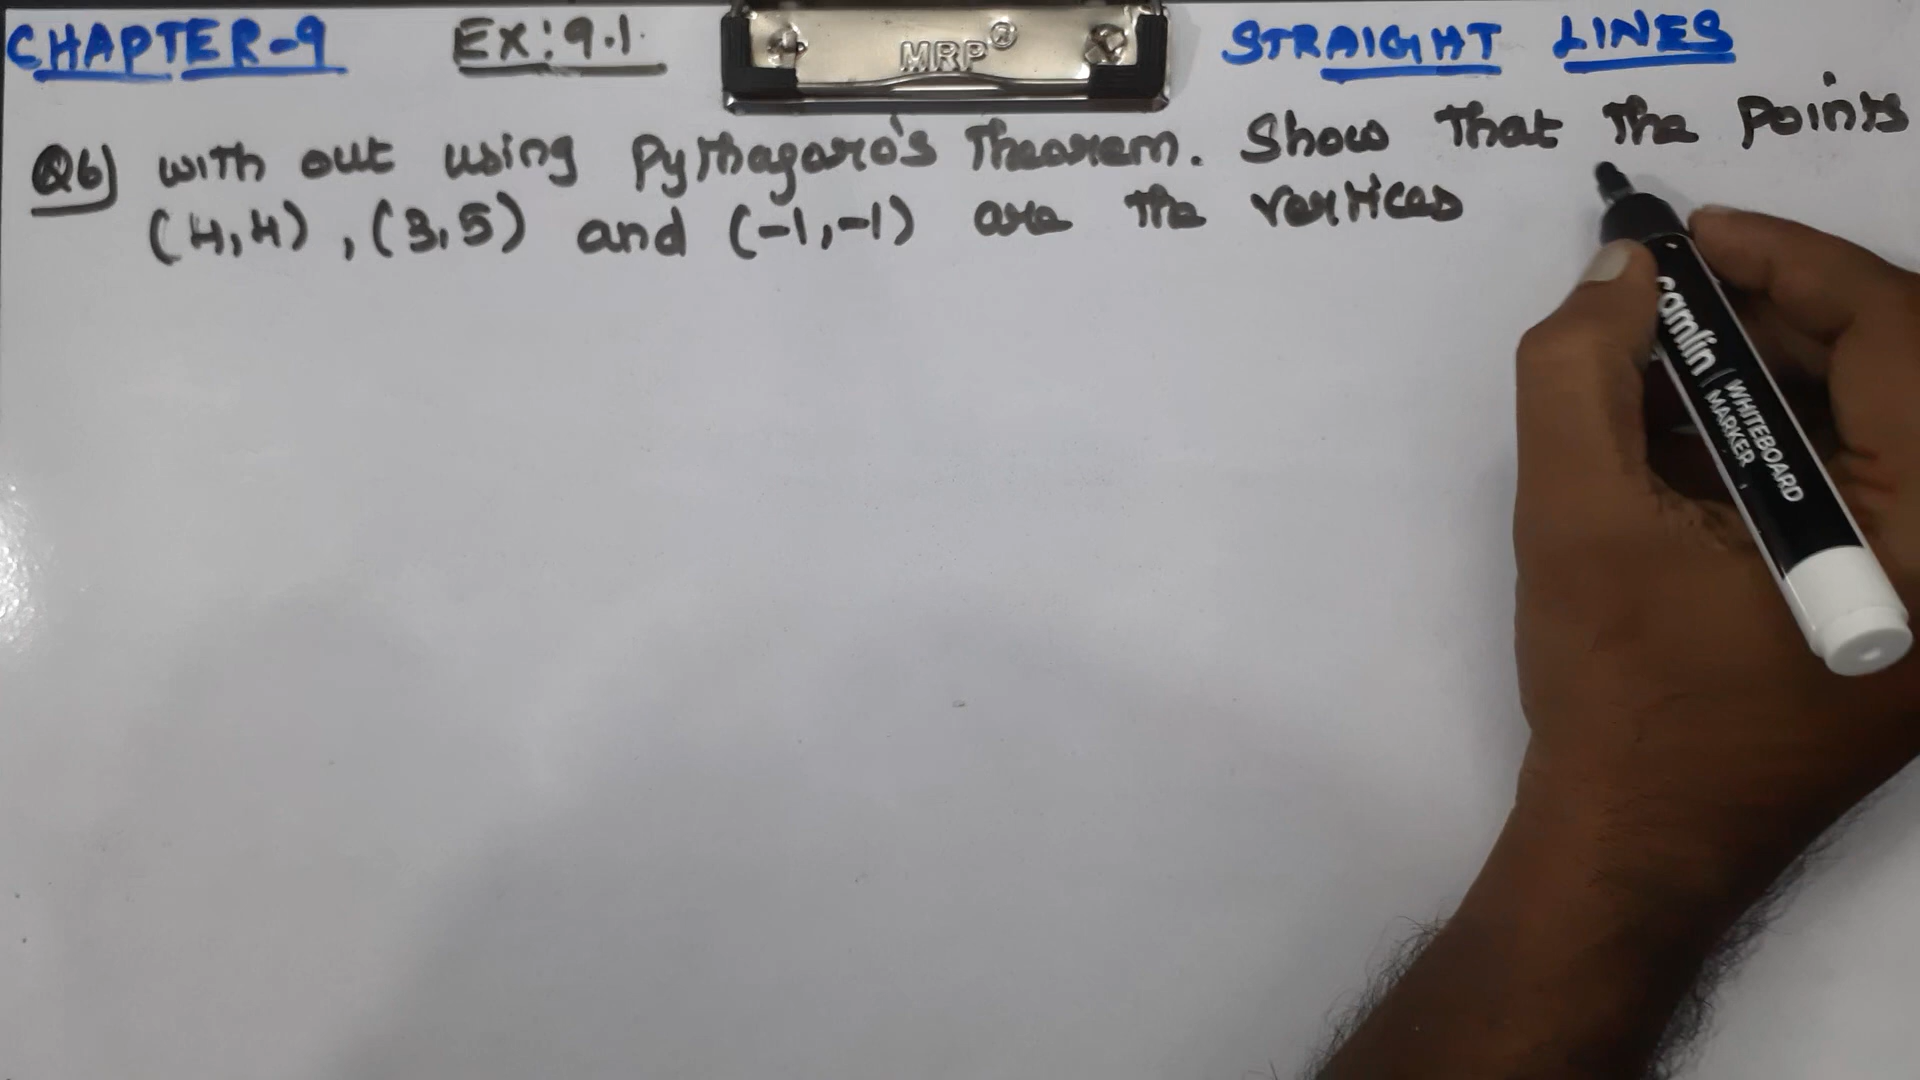 CHAPTER-9 EX:9.1. MRP® STRAIGHT LINES
Q6) with out using Pythagoro's Theorem. Show that the points
(4,4), (3,5) and (-1,-1) are the vertices
camlin WHITEBOARD MARKER